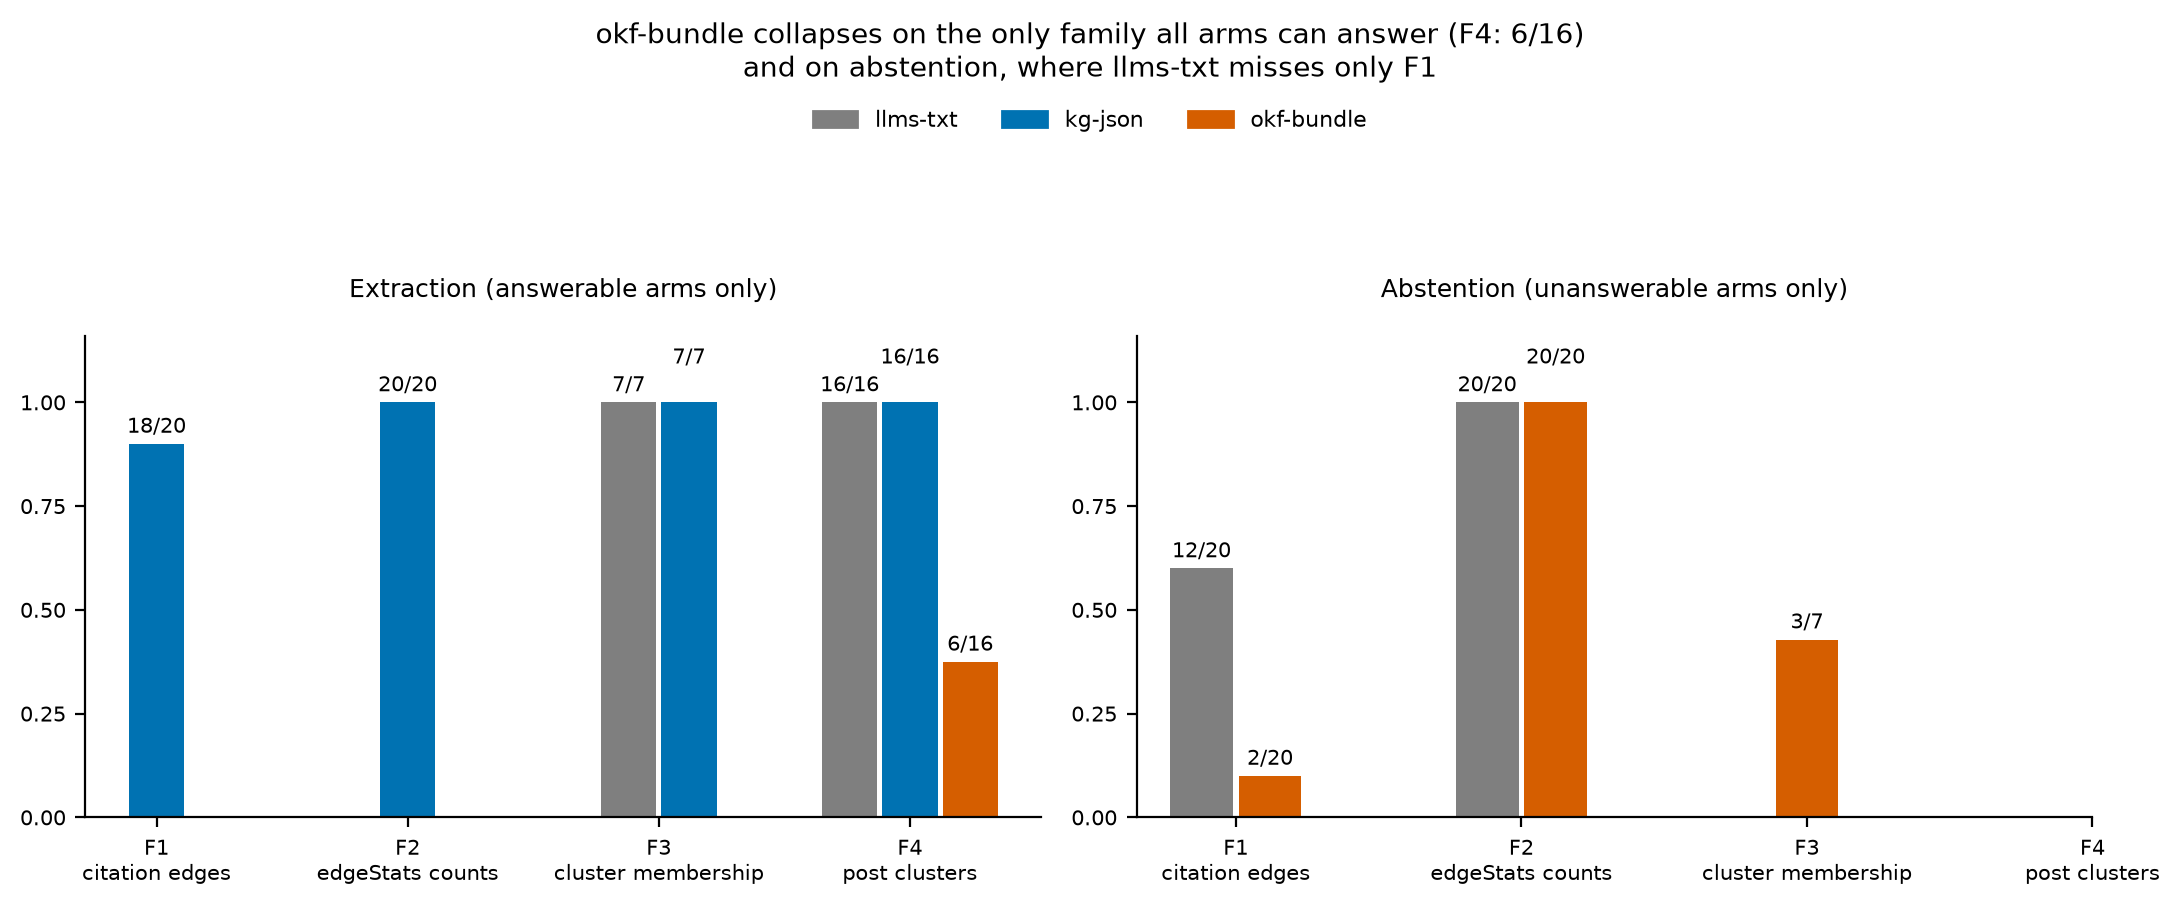 okf-bundle collapses on the only family all arms can answer (F4: 6/16)
and on abstention, where llms-txt misses only F1
llms-txt
kg-json
okf-bundle
Extraction (answerable arms only)
1.00
0.75
0.50
0.25
0.00
18/20
20/20
7/7
7/7
16/16
16/16
6/16
F1
citation edges
F2
edgeStats counts
F3
cluster membership
F4
post clusters
Abstention (unanswerable arms only)
1.00
0.75
0.50
0.25
0.00
12/20
2/20
20/20
20/20
3/7
F1
citation edges
F2
edgeStats counts
F3
cluster membership
F4
post clusters